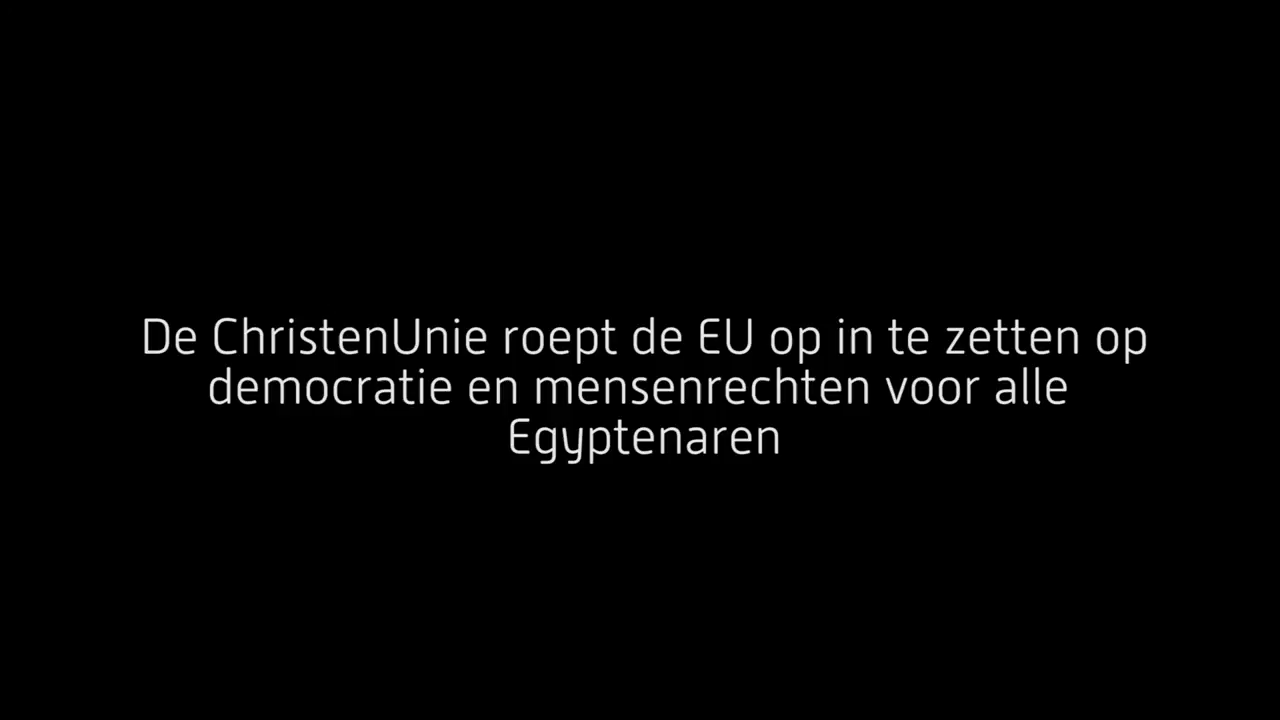 De ChristenUnie roept de EU op in te zetten op
democratie en mensenrechten voor alle
Egyptenaren